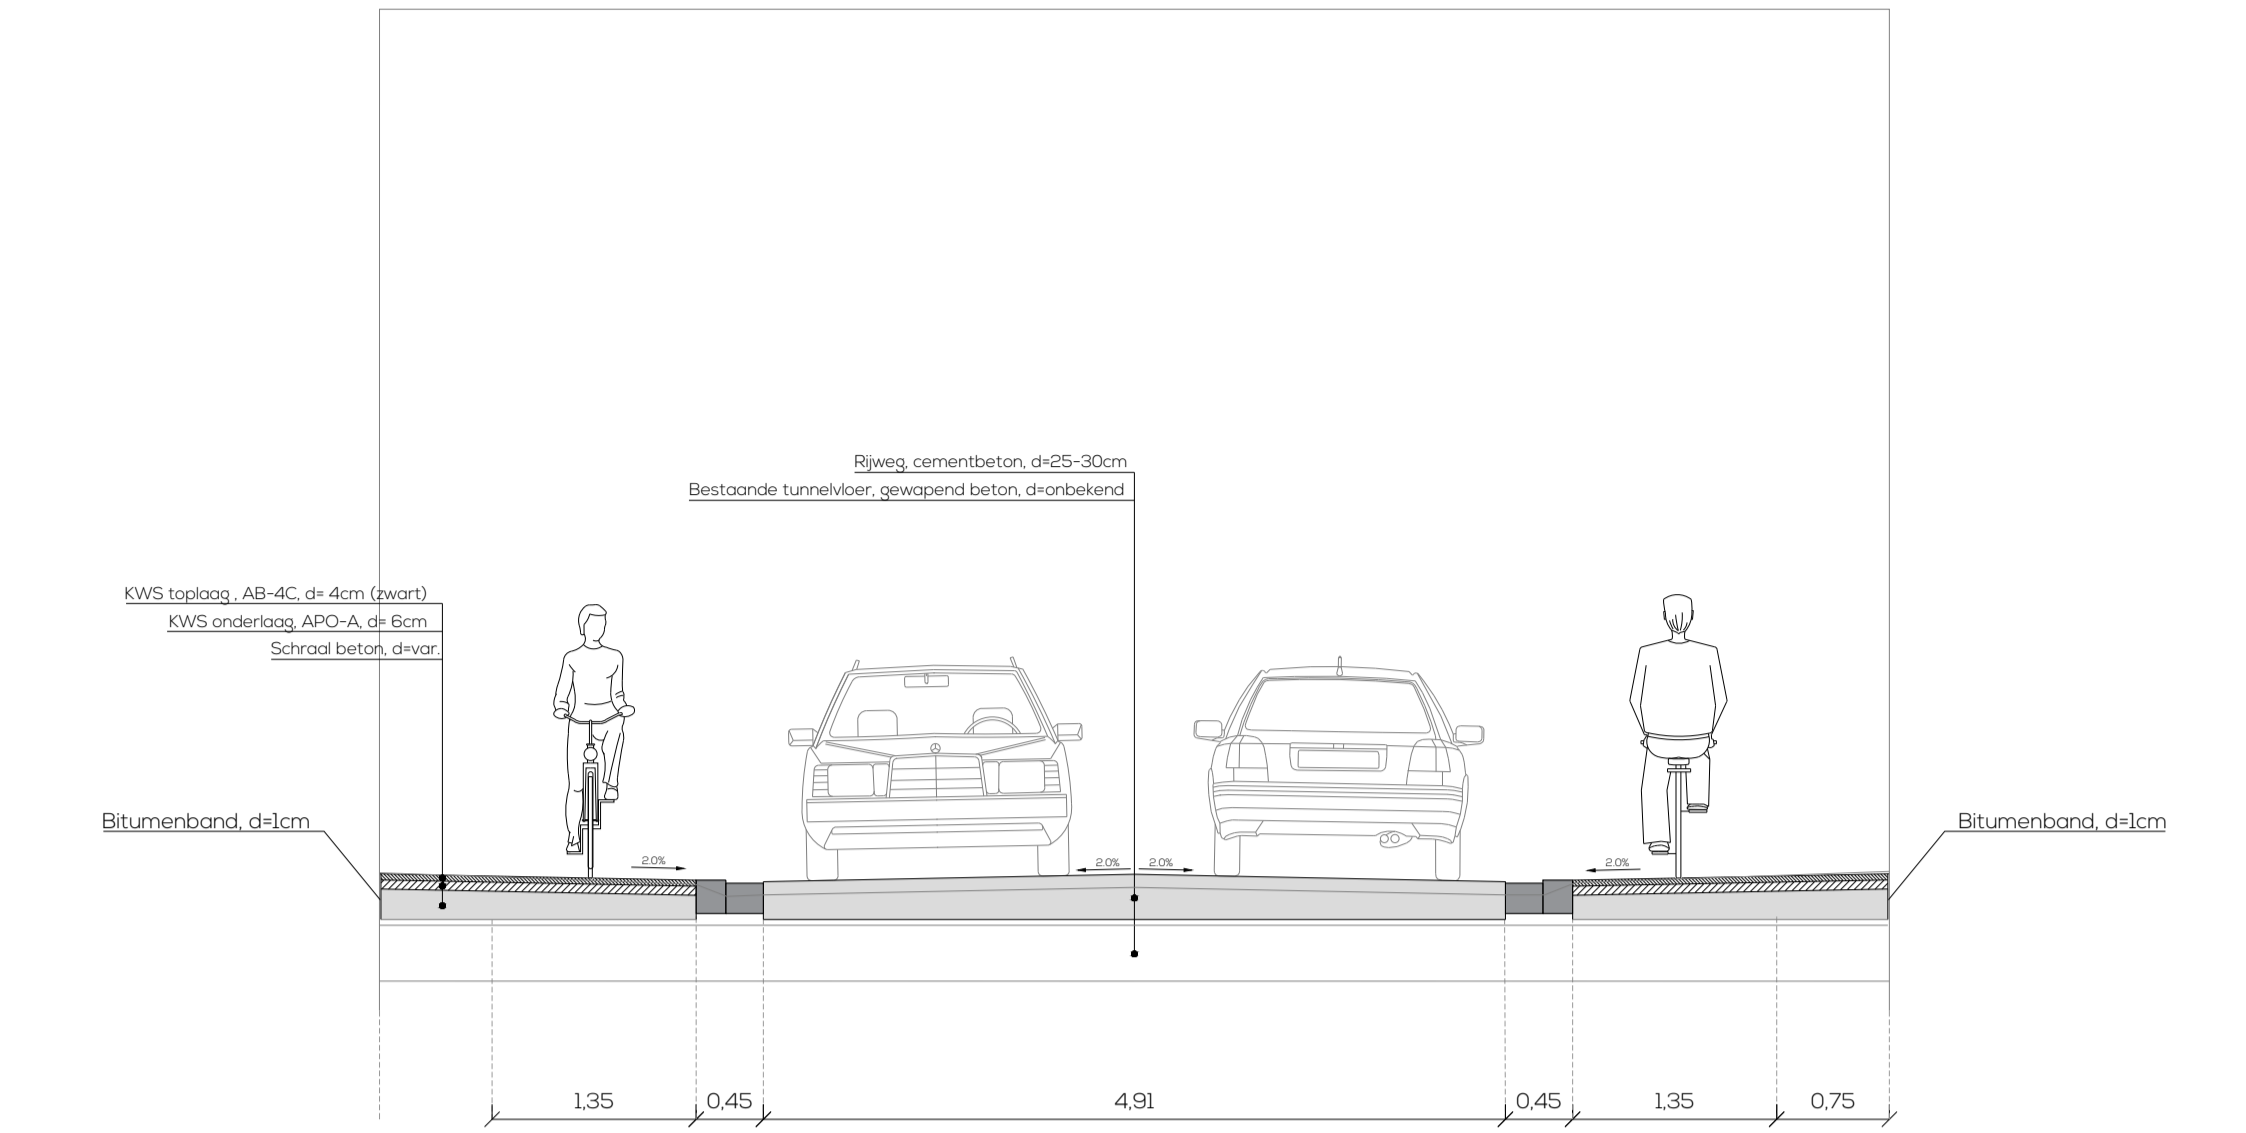 Rijweg, cementbeton, d=25-30cm
Bestaande tunnelvloer, gewapend beton, d=onbekend
KWS toplaag , AB-4C, d= 4cm (zwart)
KWS onderlaag, APO-A, d= 6cm
Schraal beton, d=var.
Bitumenband, d=1cm
Bitumenband, d=1cm
2.0%
2.0%
2.0%
2.0%
1,35
0,45
4,91
0,45
1,35
0,75